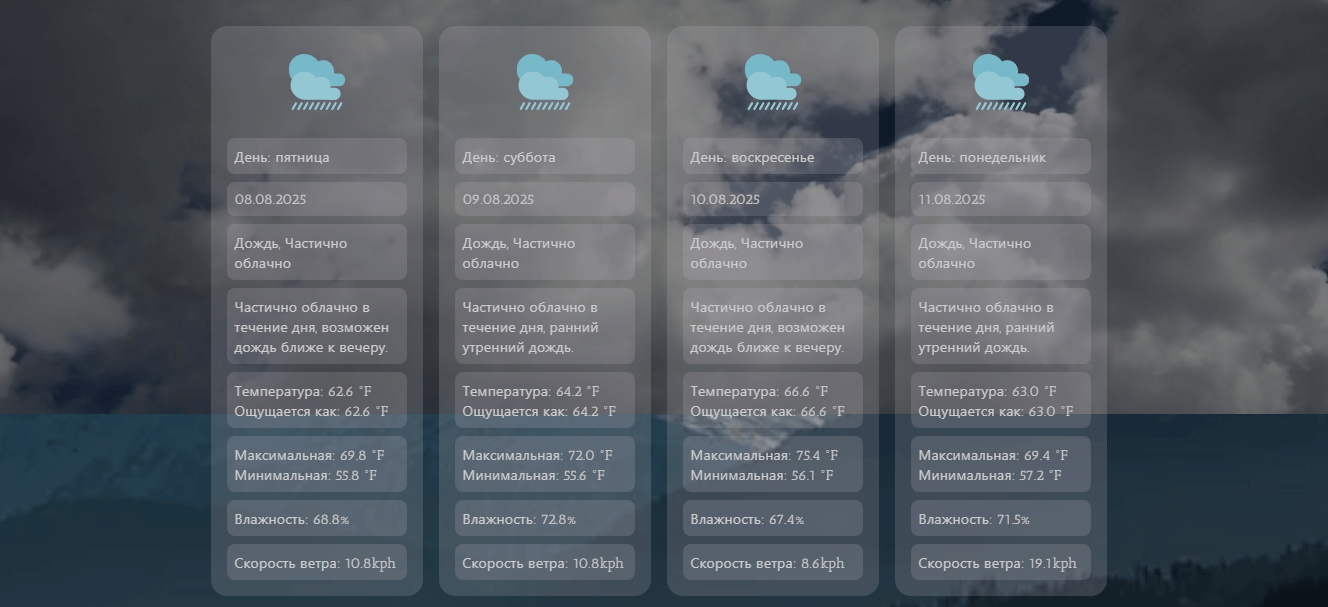 День: пятница
08.08.2025
Дождь, Частично
облачно
Частично облачно в
течение дня, возможен
дождь ближе к вечеру.
Температура: 62.6 °F
Ощущается как: 62.6 °F
Максимальная: 69.8 °F
Минимальная: 55.8 °F
Влажность: 68.8%
Скорость ветра: 10.8kph
День: суббота
09.08.2025
Дождь, Частично
облачно
Частично облачно в
течение дня, ранний
утренний дождь.
Температура: 64.2 °F
Ощущается как: 64.2 °F
Максимальная: 72.0 °F
Минимальная: 55.6 °F
Влажность: 72.8%
Скорость ветра: 10.8kph
День: воскресенье
10.08.2025
Дождь, Частично
облачно
Частично облачно в
течение дня, возможен
дождь ближе к вечеру.
Температура: 66.6 °F
Ощущается как: 66.6 °F
Максимальная: 75.4 °F
Минимальная: 56.1 °F
Влажность: 67.4%
Скорость ветра: 8.6kph
День: понедельник
11.08.2025
Дождь, Частично
облачно
Частично облачно в
течение дня, ранний
утренний дождь.
Температура: 63.0 °F
Ощущается как: 63.0 °F
Максимальная: 69.4 °F
Минимальная: 57.2 °F
Влажность: 71.5%
Скорость ветра: 19.1kph